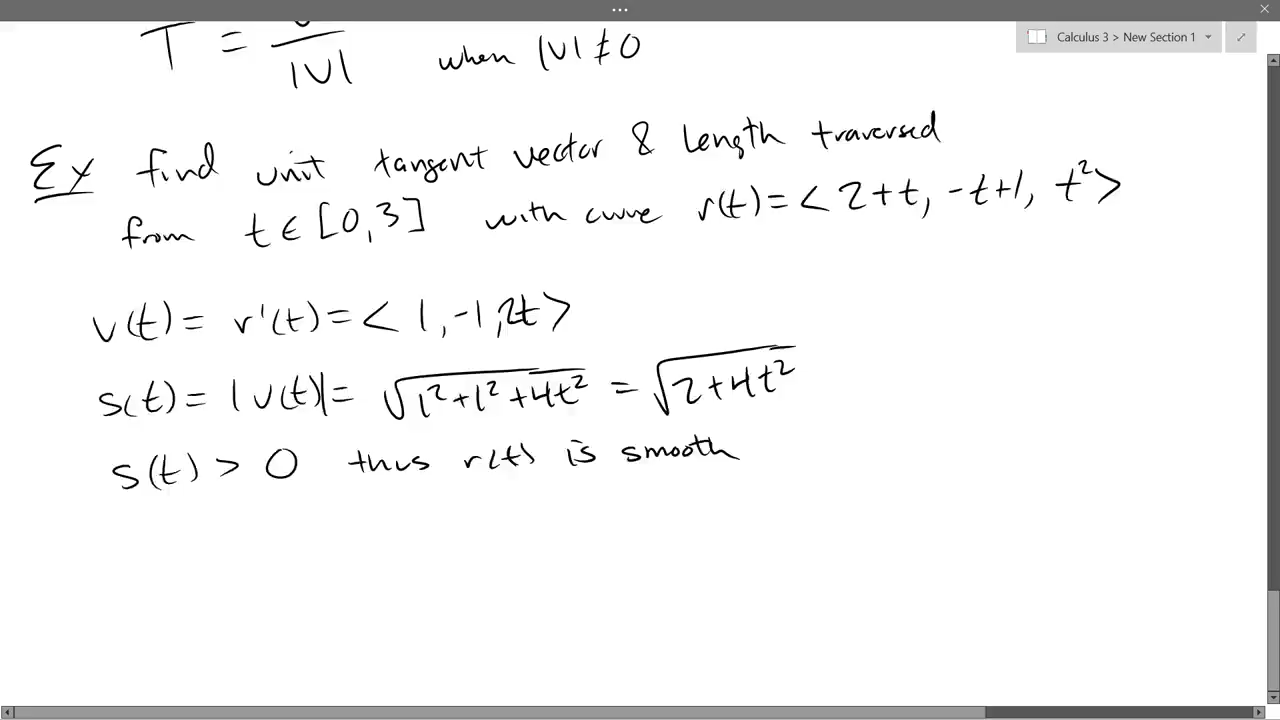 Calculus 3 > New Section 1
T = / |v| when |v| ≠ 0
Ex find unit tangent vector & length traversed
from t ∈ [0,3] with curve r(t) = < 2+t, -t+1, t² >
v(t) = r'(t) = < 1, -1, 2t >
s(t) = |v(t)| = √(1²+1²+4t²) = √(2+4t²)
s(t) > 0 thus r(t) is smooth